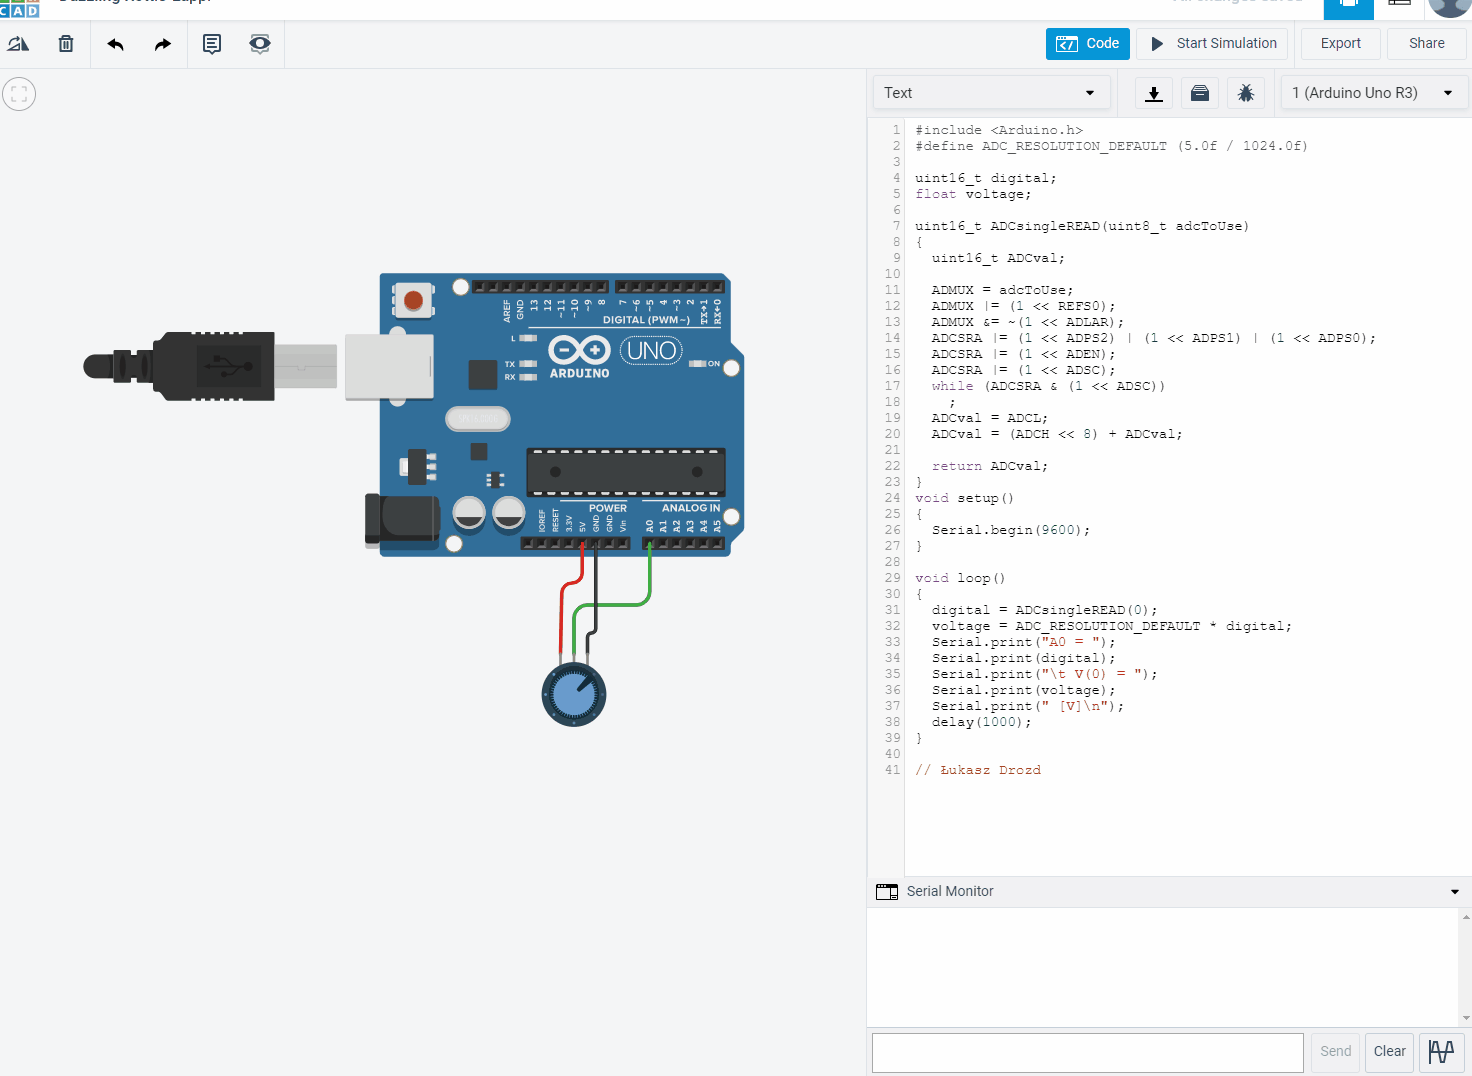 CAD
Code
Start Simulation
Export
Share
Text
1 (Arduino Uno R3)
1 #include <Arduino.h>
2 #define ADC_RESOLUTION_DEFAULT (5.0f / 1024.0f)
3
4 uint16_t digital;
5 float voltage;
6
7 uint16_t ADCsingleREAD(uint8_t adcToUse)
8 {
9 uint16_t ADCval;
10
11 ADMUX = adcToUse;
12 ADMUX |= (1 << REFS0);
13 ADMUX &= ~(1 << ADLAR);
14 ADCSRA |= (1 << ADPS2) | (1 << ADPS1) | (1 << ADPS0);
15 ADCSRA |= (1 << ADEN);
16 ADCSRA |= (1 << ADSC);
17 while (ADCSRA & (1 << ADSC))
18 ;
19 ADCval = ADCL;
20 ADCval = (ADCH << 8) + ADCval;
21
22 return ADCval;
23 }
24 void setup()
25 {
26 Serial.begin(9600);
27 }
28
29 void loop()
30 {
31 digital = ADCsingleREAD(0);
32 voltage = ADC_RESOLUTION_DEFAULT * digital;
33 Serial.print("A0 = ");
34 Serial.print(digital);
35 Serial.print("\t V(0) = ");
36 Serial.print(voltage);
37 Serial.print(" [V]\n");
38 delay(1000);
39 }
40
41 // Łukasz Drozd
AREF GND 13 12 ~11 ~10 ~9 8 7 ~6 ~5 4 ~3 2 TX→1 RX←0
DIGITAL (PWM~)
L
TX
RX
ARDUINO
UNO
ON
POWER
ANALOG IN
IOREF RESET 3.3V 5V GND GND Vin A0 A1 A2 A3 A4 A5
Serial Monitor
Send
Clear